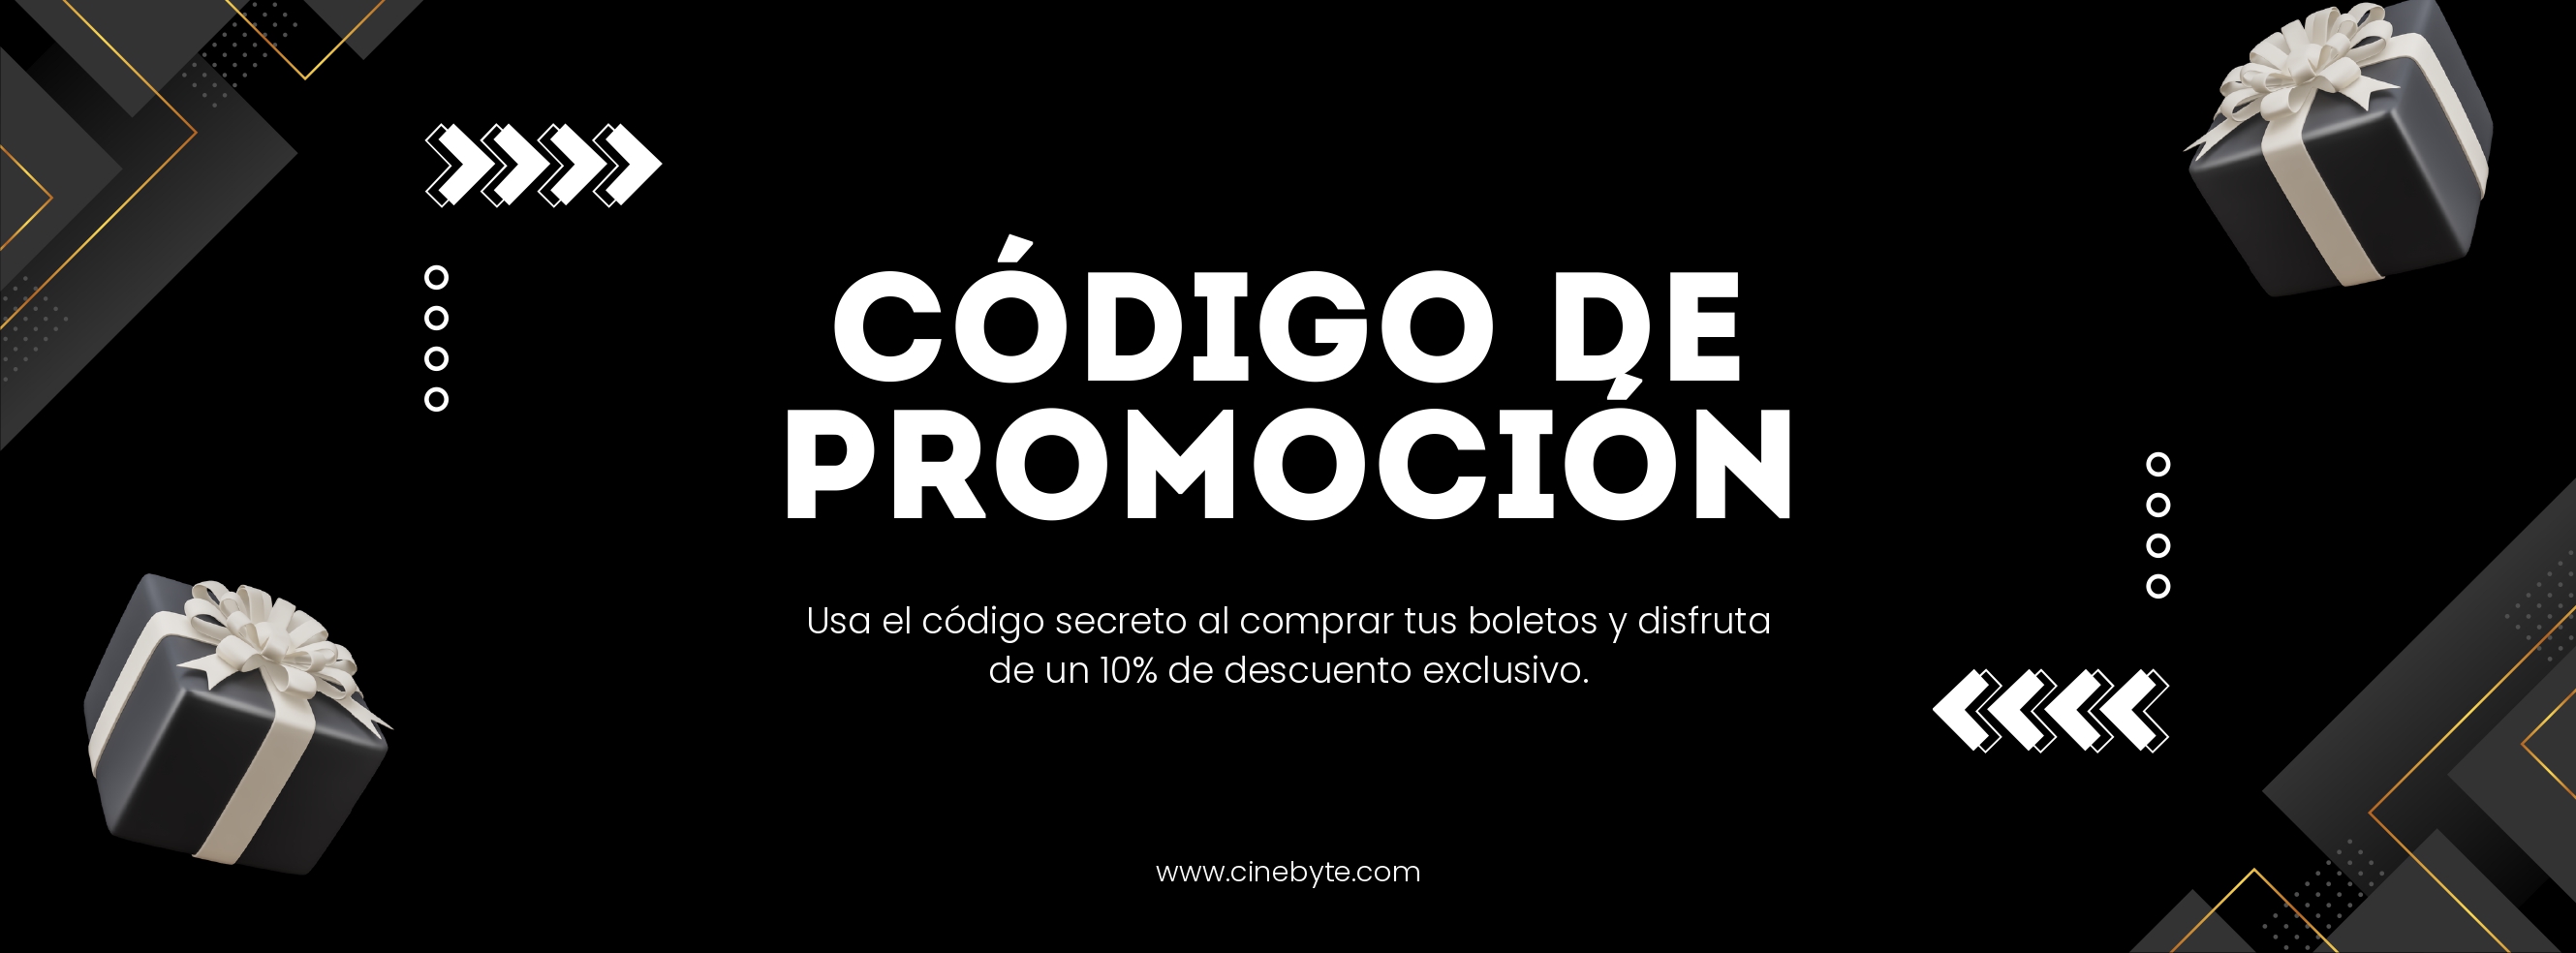 CÓDIGO DE
PROMOCIÓN
Usa el código secreto al comprar tus boletos y disfruta
de un 10% de descuento exclusivo.
www.cinebyte.com